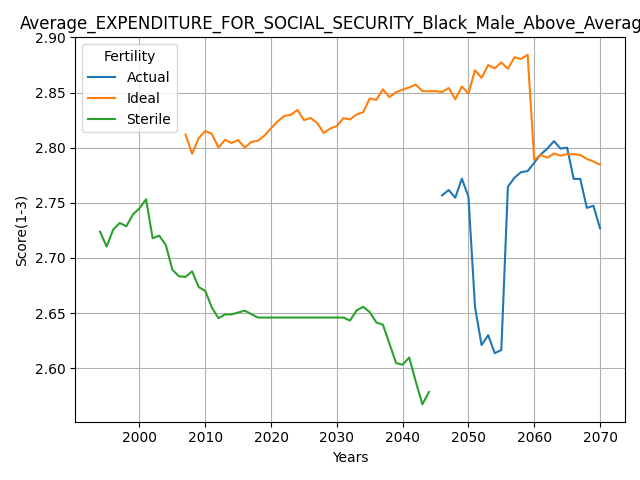 Average_EXPENDITURE_FOR_SOCIAL_SECURITY_Black_Male_Above_Averag
2.90
2.85
2.80
2.75
2.70
2.65
2.60
Score(1-3)
Fertility
Actual
Ideal
Sterile
2000 2010 2020 2030 2040 2050 2060 2070
Years